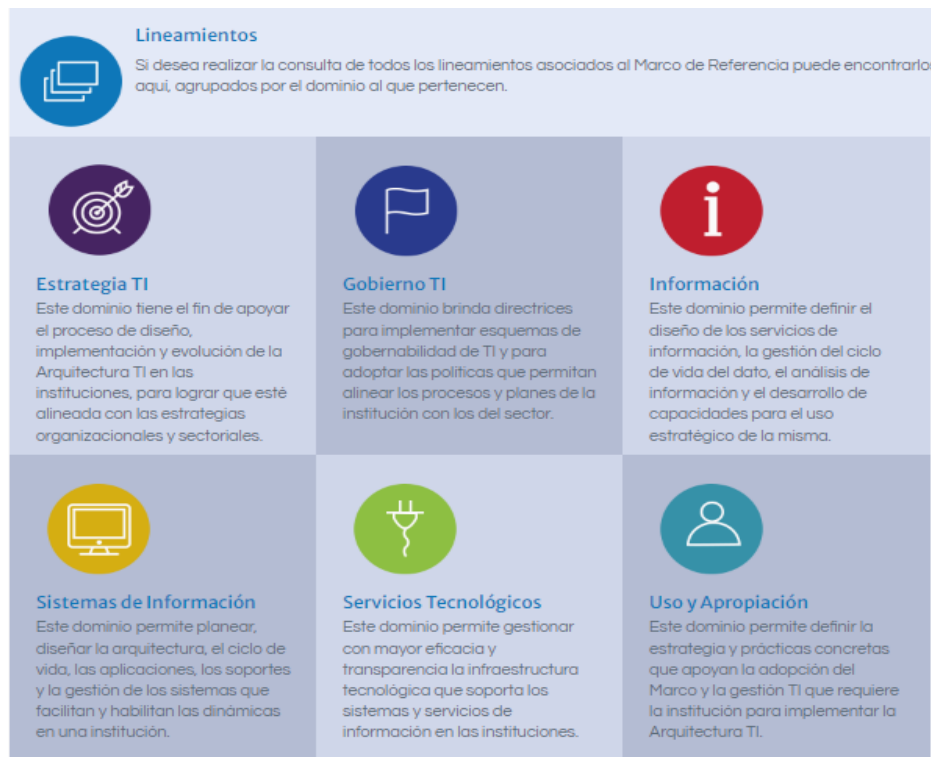 Lineamientos
Si desea realizar la consulta de todos los lineamientos asociados al Marco de Referencia puede encontrarlo
aquí, agrupados por el dominio al que pertenecen.
Estrategia TI
Este dominio tiene el fin de apoyar
el proceso de diseño,
implementación y evolución de la
Arquitectura TI en las
instituciones, para lograr que esté
alineada con las estrategias
organizacionales y sectoriales.
Gobierno TI
Este dominio brinda directrices
para implementar esquemas de
gobernabilidad de TI y para
adoptar las políticas que permitan
alinear los procesos y planes de la
institución con los del sector.
Información
Este dominio permite definir el
diseño de los servicios de
información, la gestión del ciclo
de vida del dato, el análisis de
información y el desarrollo de
capacidades para el uso
estratégico de la misma.
Sistemas de Información
Este dominio permite planear,
diseñar la arquitectura, el ciclo de
vida, las aplicaciones, los soportes
y la gestión de los sistemas que
facilitan y habilitan las dinámicas
en una institución.
Servicios Tecnológicos
Este dominio permite gestionar
con mayor eficacia y
transparencia la infraestructura
tecnológica que soporta los
sistemas y servicios de
información en las instituciones.
Uso y Apropiación
Este dominio permite definir la
estrategia y prácticas concretas
que apoyan la adopción del
Marco y la gestión TI que requiere
la institución para implementar la
Arquitectura TI.